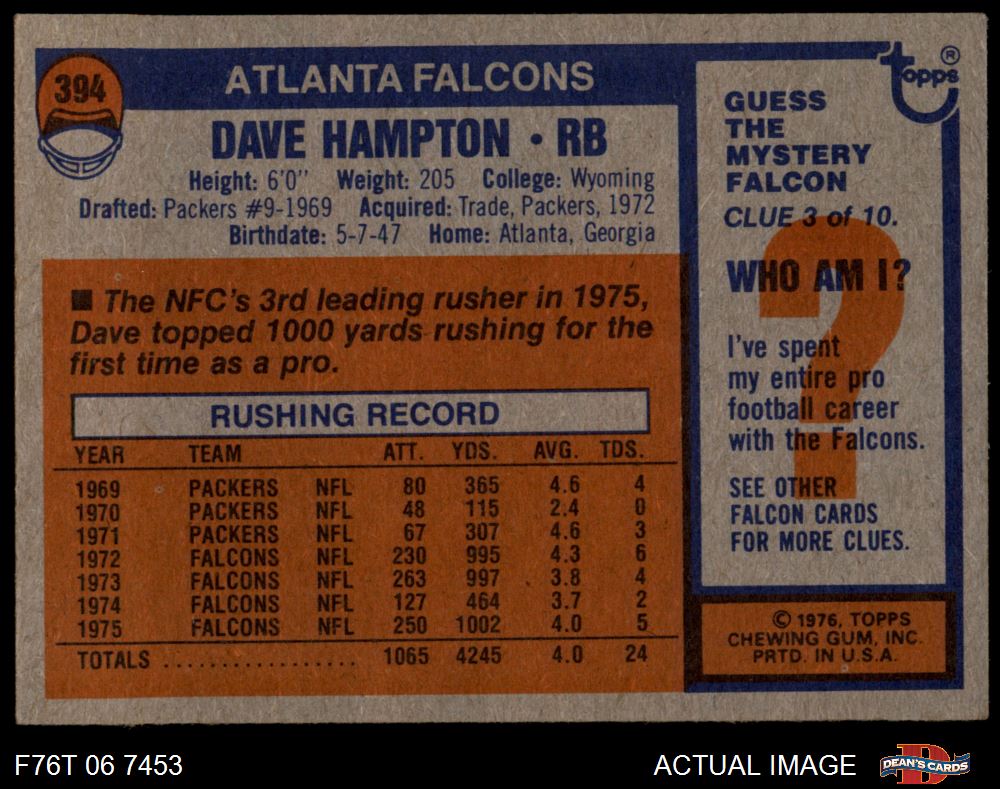 394
ATLANTA FALCONS
DAVE HAMPTON • RB
Height: 6'0" Weight: 205 College: Wyoming
Drafted: Packers #9-1969 Acquired: Trade, Packers, 1972
Birthdate: 5-7-47 Home: Atlanta, Georgia
■ The NFC's 3rd leading rusher in 1975,
Dave topped 1000 yards rushing for the
first time as a pro.
RUSHING RECORD
YEAR TEAM ATT. YDS. AVG. TDS.
1969 PACKERS NFL 80 365 4.6 4
1970 PACKERS NFL 48 115 2.4 0
1971 PACKERS NFL 67 307 4.6 3
1972 FALCONS NFL 230 995 4.3 6
1973 FALCONS NFL 263 997 3.8 4
1974 FALCONS NFL 127 464 3.7 2
1975 FALCONS NFL 250 1002 4.0 5
TOTALS .................. 1065 4245 4.0 24
topps ®
GUESS
THE
MYSTERY
FALCON
CLUE 3 of 10.
?
WHO AM I?
I've spent
my entire pro
football career
with the Falcons.
SEE OTHER
FALCON CARDS
FOR MORE CLUES.
© 1976, TOPPS
CHEWING GUM, INC.
PRTD. IN U.S.A.
F76T 06 7453
ACTUAL IMAGE
D
DEAN'S CARDS